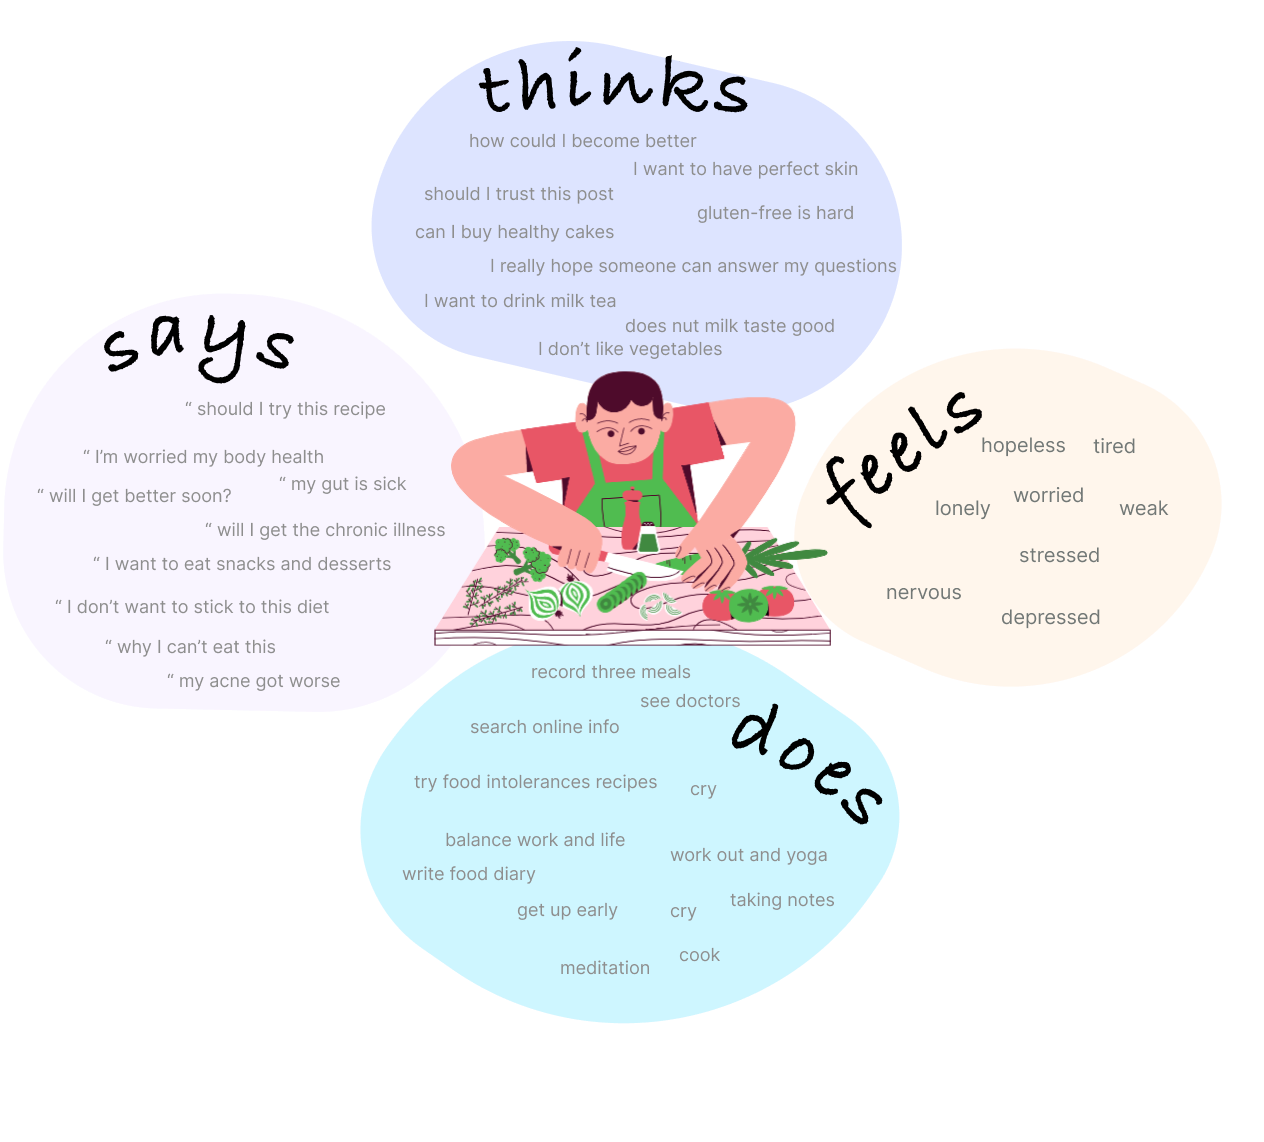 thinks
how could I become better
I want to have perfect skin
should I trust this post
gluten-free is hard
can I buy healthy cakes
I really hope someone can answer my questions
I want to drink milk tea
does nut milk taste good
I don’t like vegetables
says
“ should I try this recipe
“ I’m worried my body health
“ my gut is sick
“ will I get better soon?
“ will I get the chronic illness
“ I want to eat snacks and desserts
“ I don’t want to stick to this diet
“ why I can’t eat this
“ my acne got worse
feels
hopeless
tired
worried
lonely
weak
stressed
nervous
depressed
does
record three meals
see doctors
search online info
try food intolerances recipes
cry
balance work and life
work out and yoga
write food diary
taking notes
get up early
cry
cook
meditation